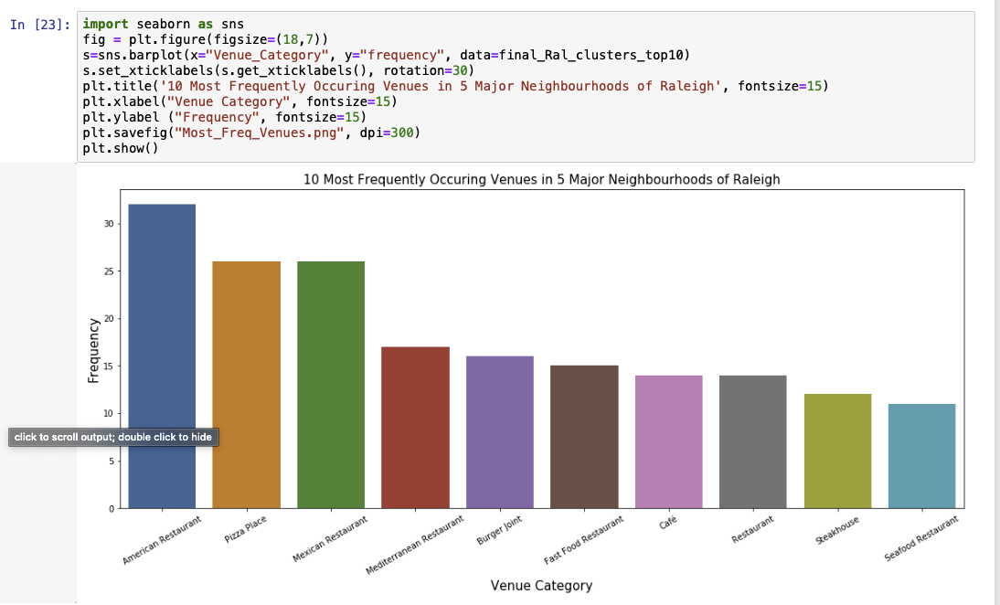 In [23]:
import seaborn as sns
fig = plt.figure(figsize=(18,7))
s=sns.barplot(x="Venue_Category", y="frequency", data=final_Ral_clusters_top10)
s.set_xticklabels(s.get_xticklabels(), rotation=30)
plt.title('10 Most Frequently Occuring Venues in 5 Major Neighbourhoods of Raleigh', fontsize=15)
plt.xlabel("Venue Category", fontsize=15)
plt.ylabel ("Frequency", fontsize=15)
plt.savefig("Most_Freq_Venues.png", dpi=300)
plt.show()
10 Most Frequently Occuring Venues in 5 Major Neighbourhoods of Raleigh
Frequency
30
25
20
15
10
5
0
click to scroll output; double click to hide
American Restaurant
Pizza Place
Mexican Restaurant
Mediterranean Restaurant
Burger Joint
Fast Food Restaurant
Café
Restaurant
Steakhouse
Seafood Restaurant
Venue Category